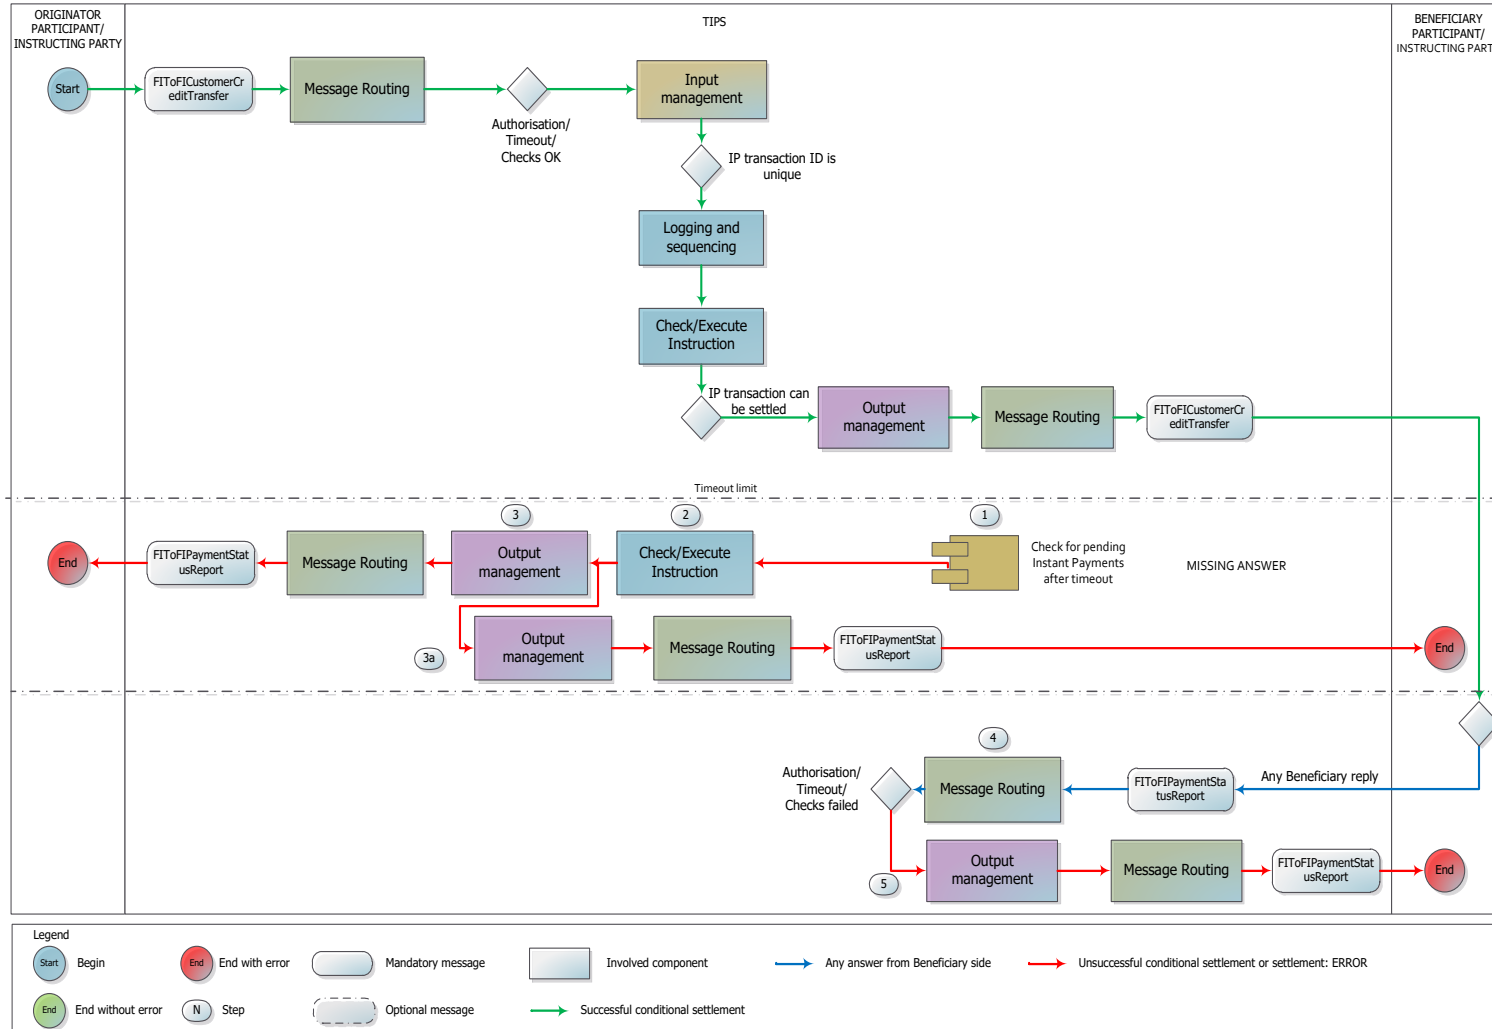 ORIGINATOR
PARTICIPANT/
INSTRUCTING PARTY
TIPS
BENEFICIARY
PARTICIPANT/
INSTRUCTING PART
Start
FIToFICustomerCr
editTransfer
Message Routing
Authorisation/
Timeout/
Checks OK
Input
management
IP transaction ID is
unique
Logging and
sequencing
Check/Execute
Instruction
IP transaction can
be settled
Output
management
Message Routing
FIToFICustomerCr
editTransfer
Timeout limit
3
2
1
End
FIToFIPaymentStat
usReport
Message Routing
Output
management
Check/Execute
Instruction
Check for pending
Instant Payments
after timeout
MISSING ANSWER
3a
Output
management
Message Routing
FIToFIPaymentStat
usReport
End
4
Authorisation/
Timeout/
Checks failed
Message Routing
FIToFIPaymentSta
tusReport
Any Beneficiary reply
5
Output
management
Message Routing
FIToFIPaymentStat
usReport
End
Legend
Start
Begin
End
End with error
Mandatory message
Involved component
Any answer from Beneficiary side
Unsuccessful conditional settlement or settlement: ERROR
End
End without error
N
Step
Optional message
Successful conditional settlement